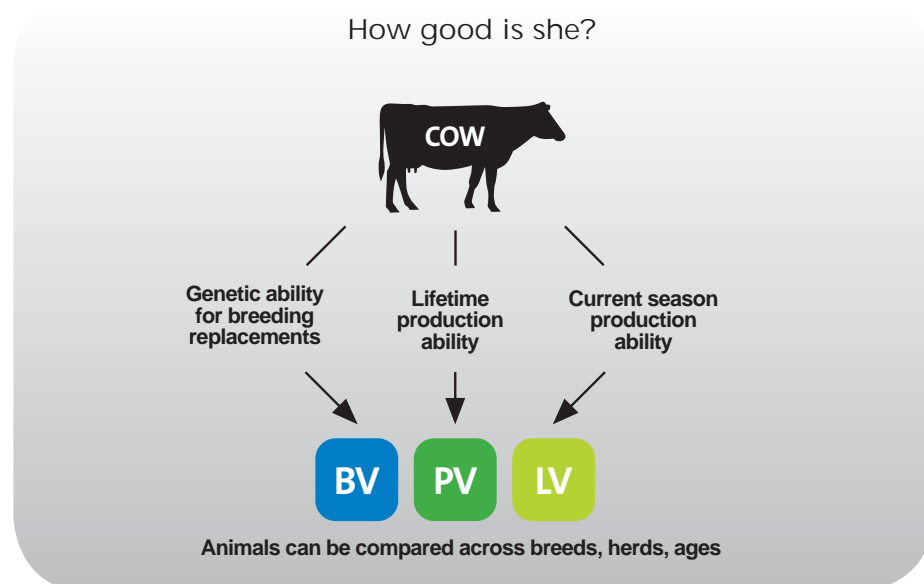 How good is she?
COW
Genetic ability
for breeding
replacements
Lifetime
production
ability
Current season
production
ability
BV
PV
LV
Animals can be compared across breeds, herds, ages